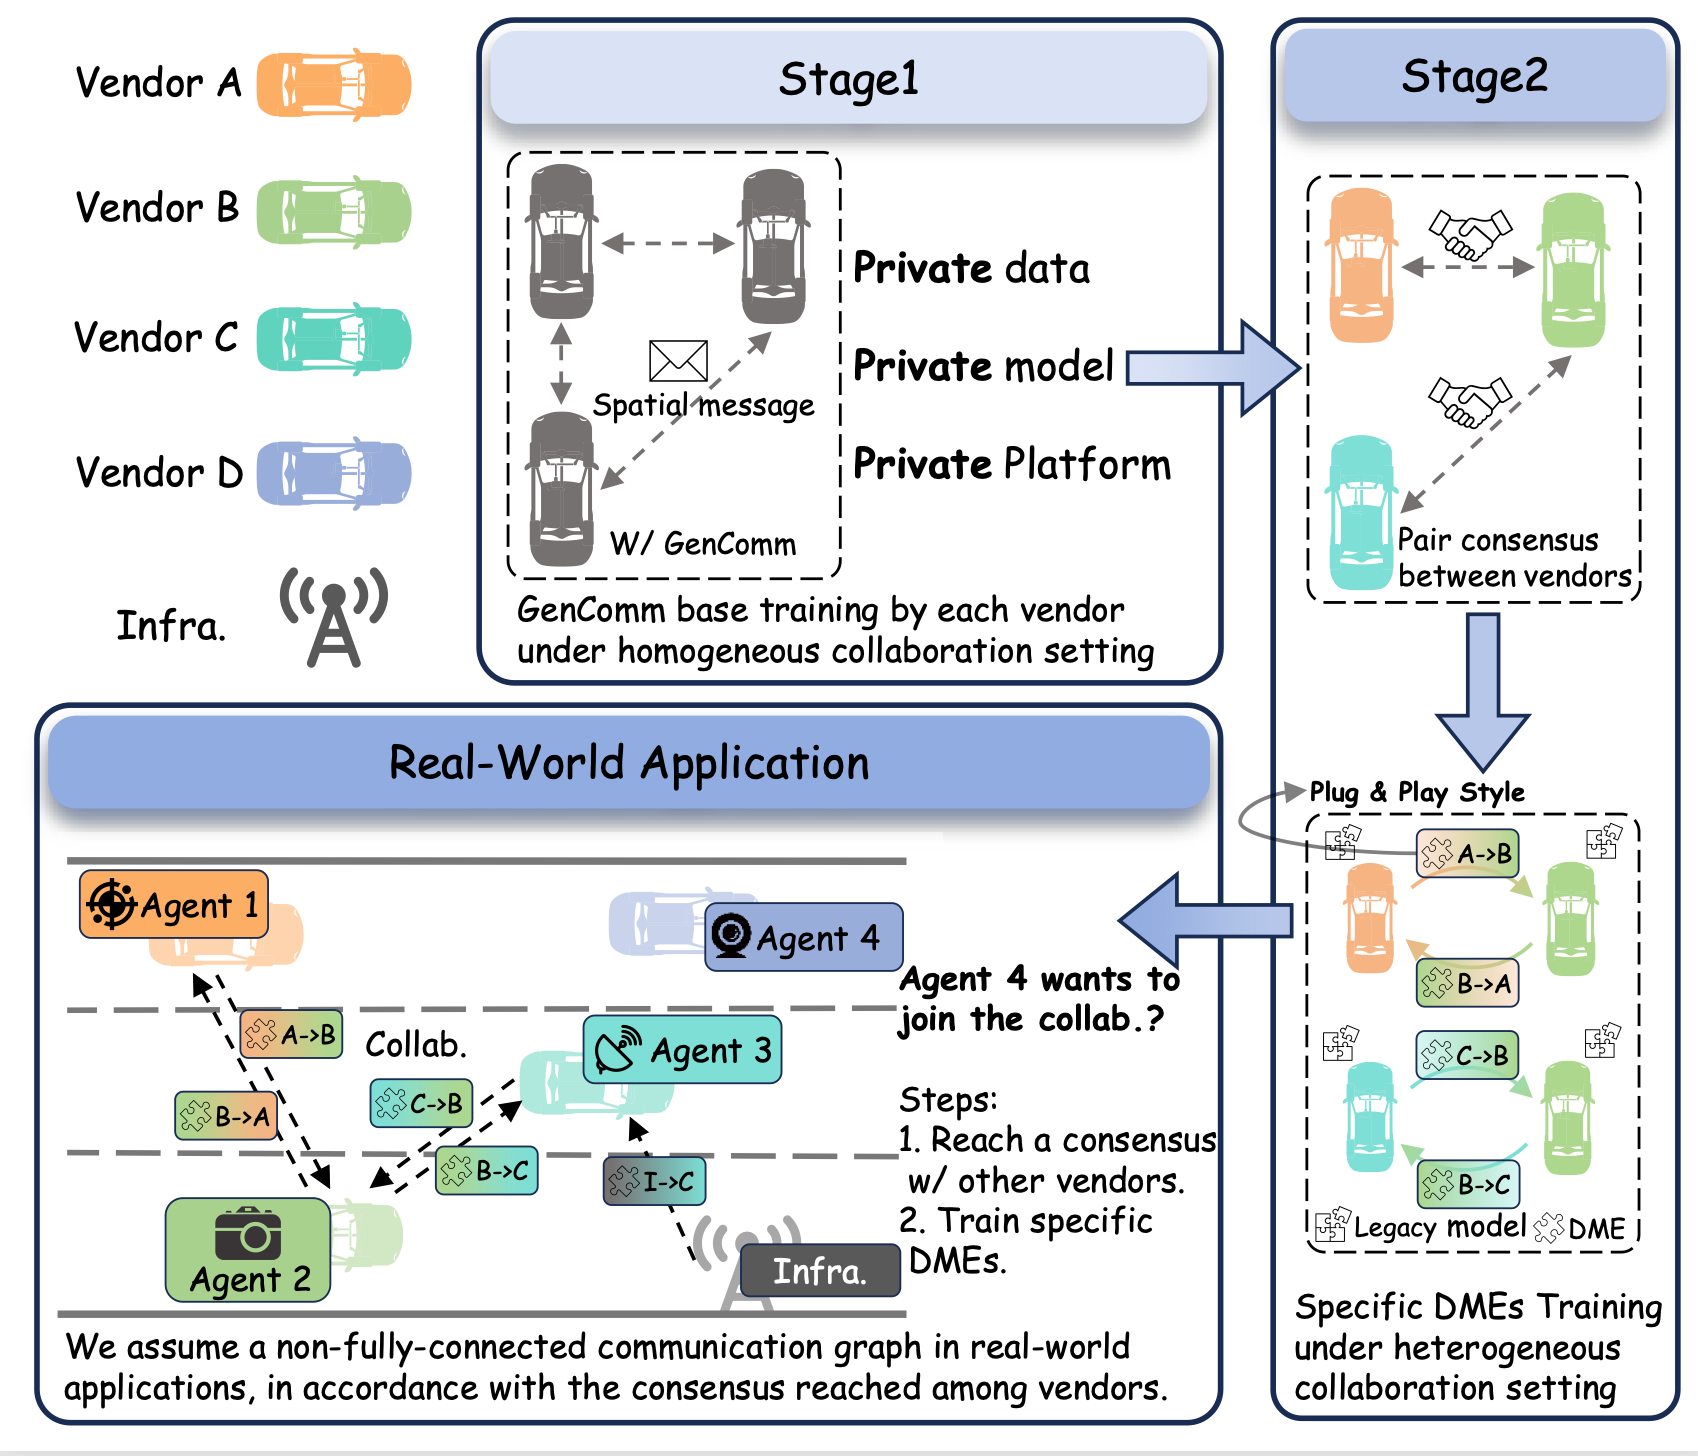 Vendor A
Vendor B
Vendor C
Vendor D
Infra.
Stage1
Spatial message
W/ GenComm
Private data
Private model
Private Platform
GenComm base training by each vendor
under homogeneous collaboration setting
Stage2
Pair consensus
between vendors
Plug & Play Style
A->B
B->A
C->B
B->C
Legacy model
DME
Specific DMEs Training
under heterogeneous
collaboration setting
Real-World Application
Agent 1
Agent 4
A->B
Collab.
Agent 3
B->A
C->B
B->C
I->C
Agent 2
Infra.
Agent 4 wants to
join the collab.?
Steps:
1. Reach a consensus
w/ other vendors.
2. Train specific
DMEs.
We assume a non-fully-connected communication graph in real-world
applications, in accordance with the consensus reached among vendors.